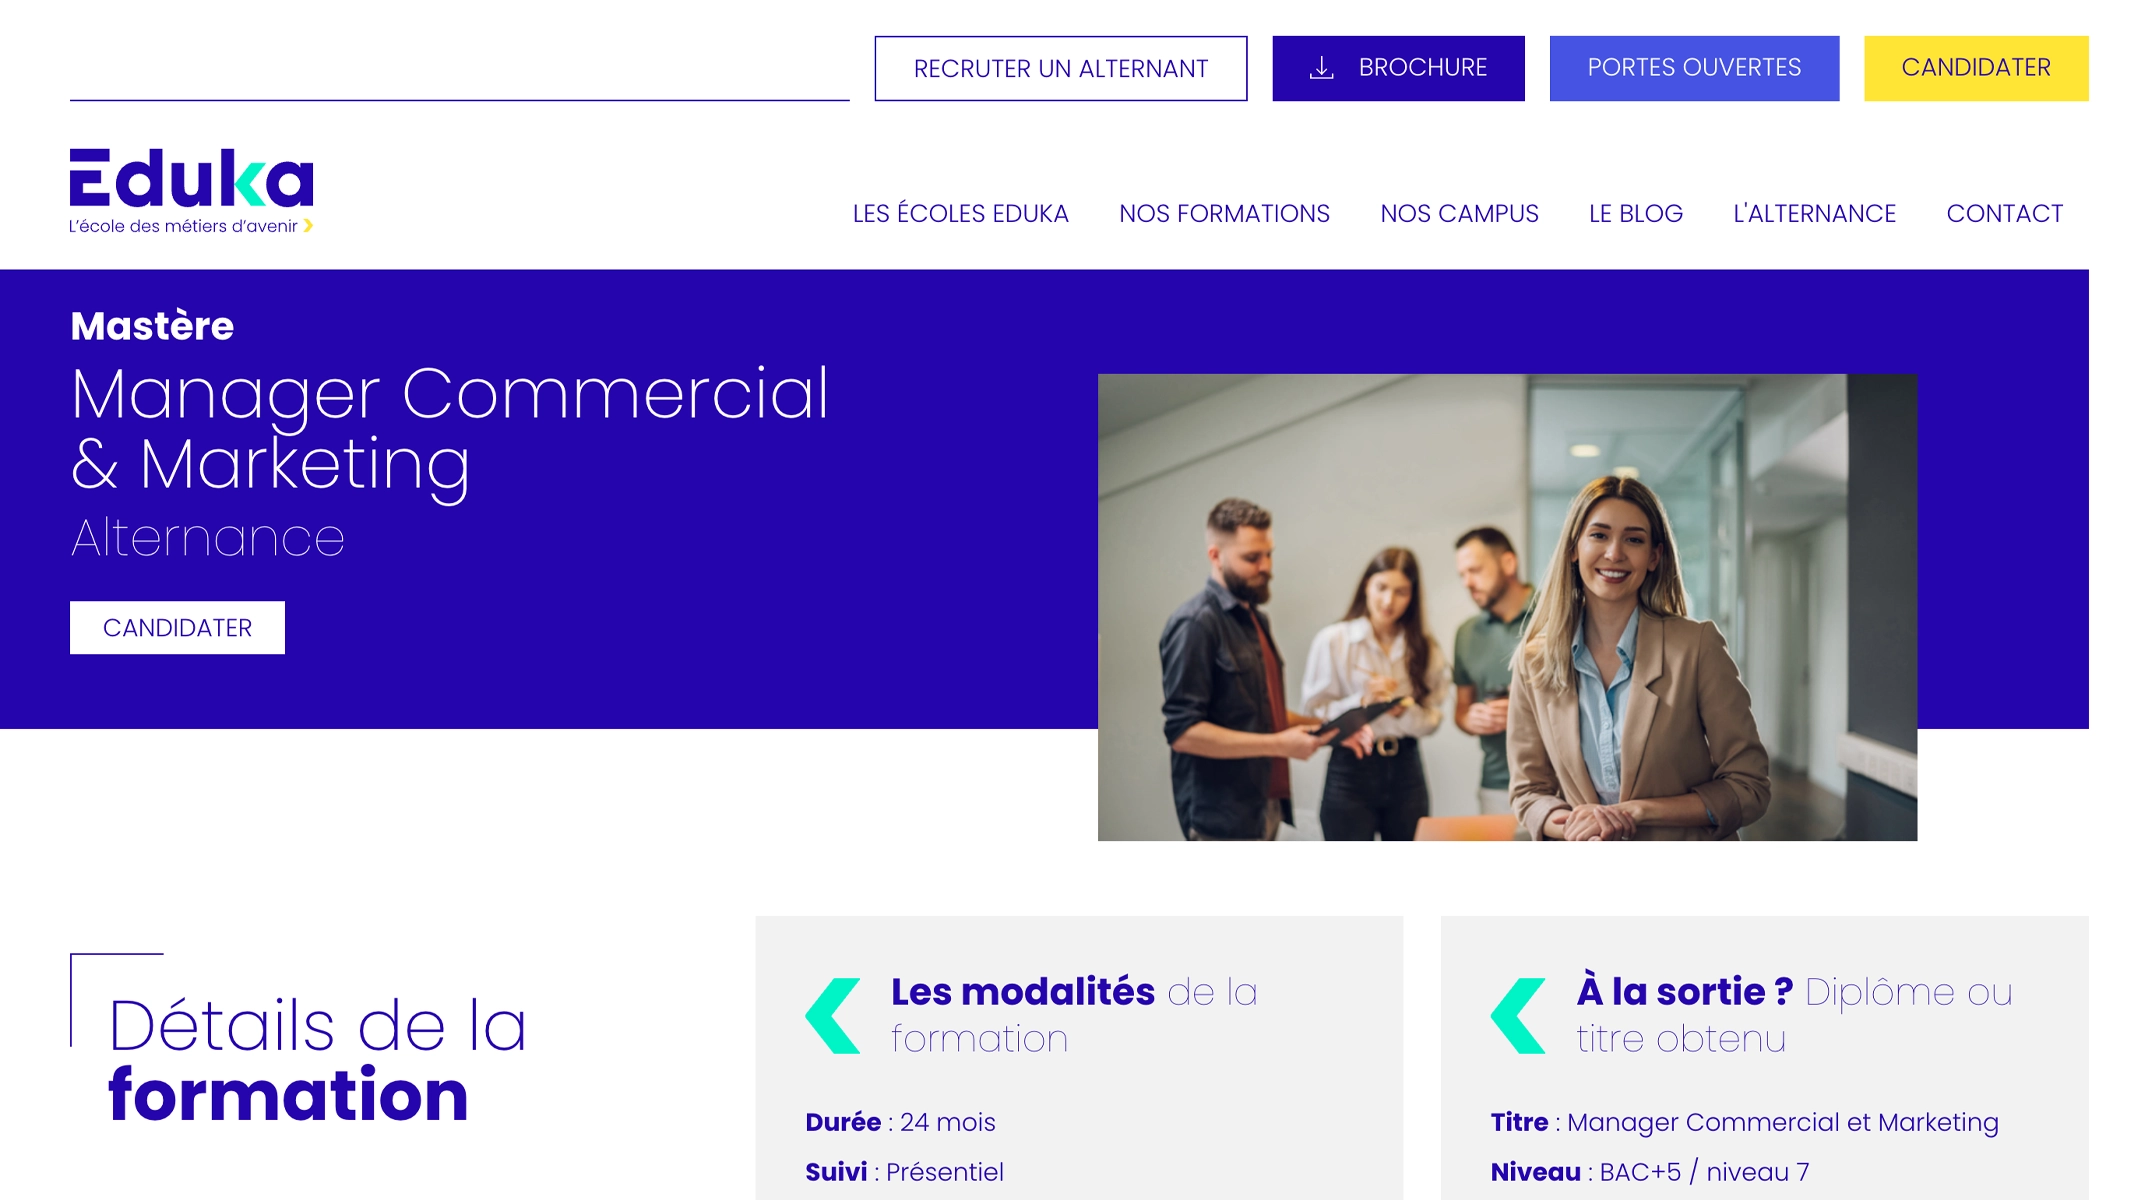 RECRUTER UN ALTERNANT
BROCHURE
PORTES OUVERTES
CANDIDATER
Eduka
L'école des métiers d'avenir
LES ÉCOLES EDUKA
NOS FORMATIONS
NOS CAMPUS
LE BLOG
L'ALTERNANCE
CONTACT
Mastère
Manager Commercial
& Marketing
Alternance
CANDIDATER
Détails de la
formation
Les modalités de la
formation
Durée : 24 mois
Suivi : Présentiel
À la sortie ? Diplôme ou
titre obtenu
Titre : Manager Commercial et Marketing
Niveau : BAC+5 / niveau 7